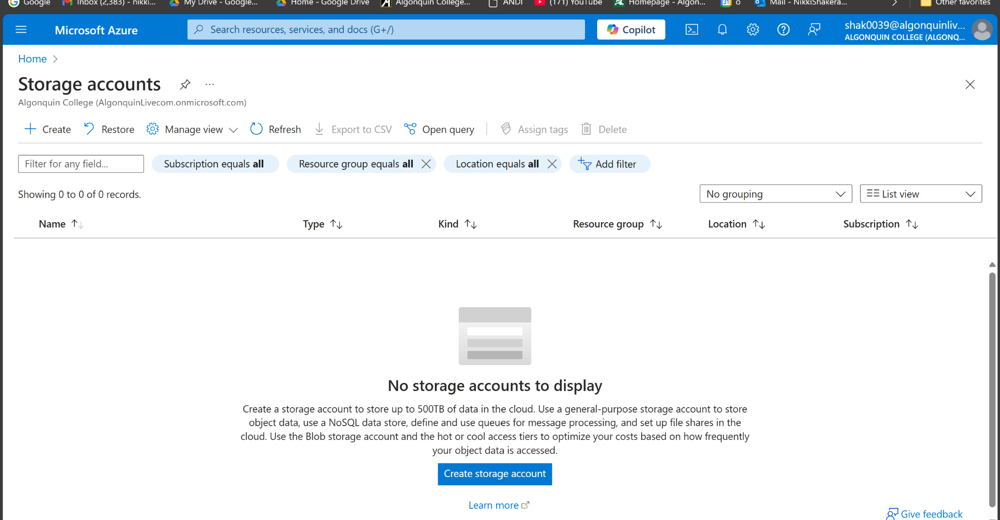 Google
Inbox (2,383) - nikki...
My Drive - Google...
Home - Google Drive
Algonquin College...
ANDI
(171) YouTube
Homepage - Algon...
31
o
Mail - NikkiShakera...
Other favorites
Microsoft Azure
Search resources, services, and docs (G+/)
Copilot
shak0039@algonquinliv...
ALGONQUIN COLLEGE (ALGONQ...
Home
Storage accounts
Algonquin College (AlgonquinLivecom.onmicrosoft.com)
Create
Restore
Manage view
Refresh
Export to CSV
Open query
Assign tags
Delete
Filter for any field...
Subscription equals all
Resource group equals all
Location equals all
Add filter
Showing 0 to 0 of 0 records.
No grouping
List view
Name
Type
Kind
Resource group
Location
Subscription
No storage accounts to display
Create a storage account to store up to 500TB of data in the cloud. Use a general-purpose storage account to store
object data, use a NoSQL data store, define and use queues for message processing, and set up file shares in the
cloud. Use the Blob storage account and the hot or cool access tiers to optimize your costs based on how frequently
your object data is accessed.
Create storage account
Learn more
Give feedback